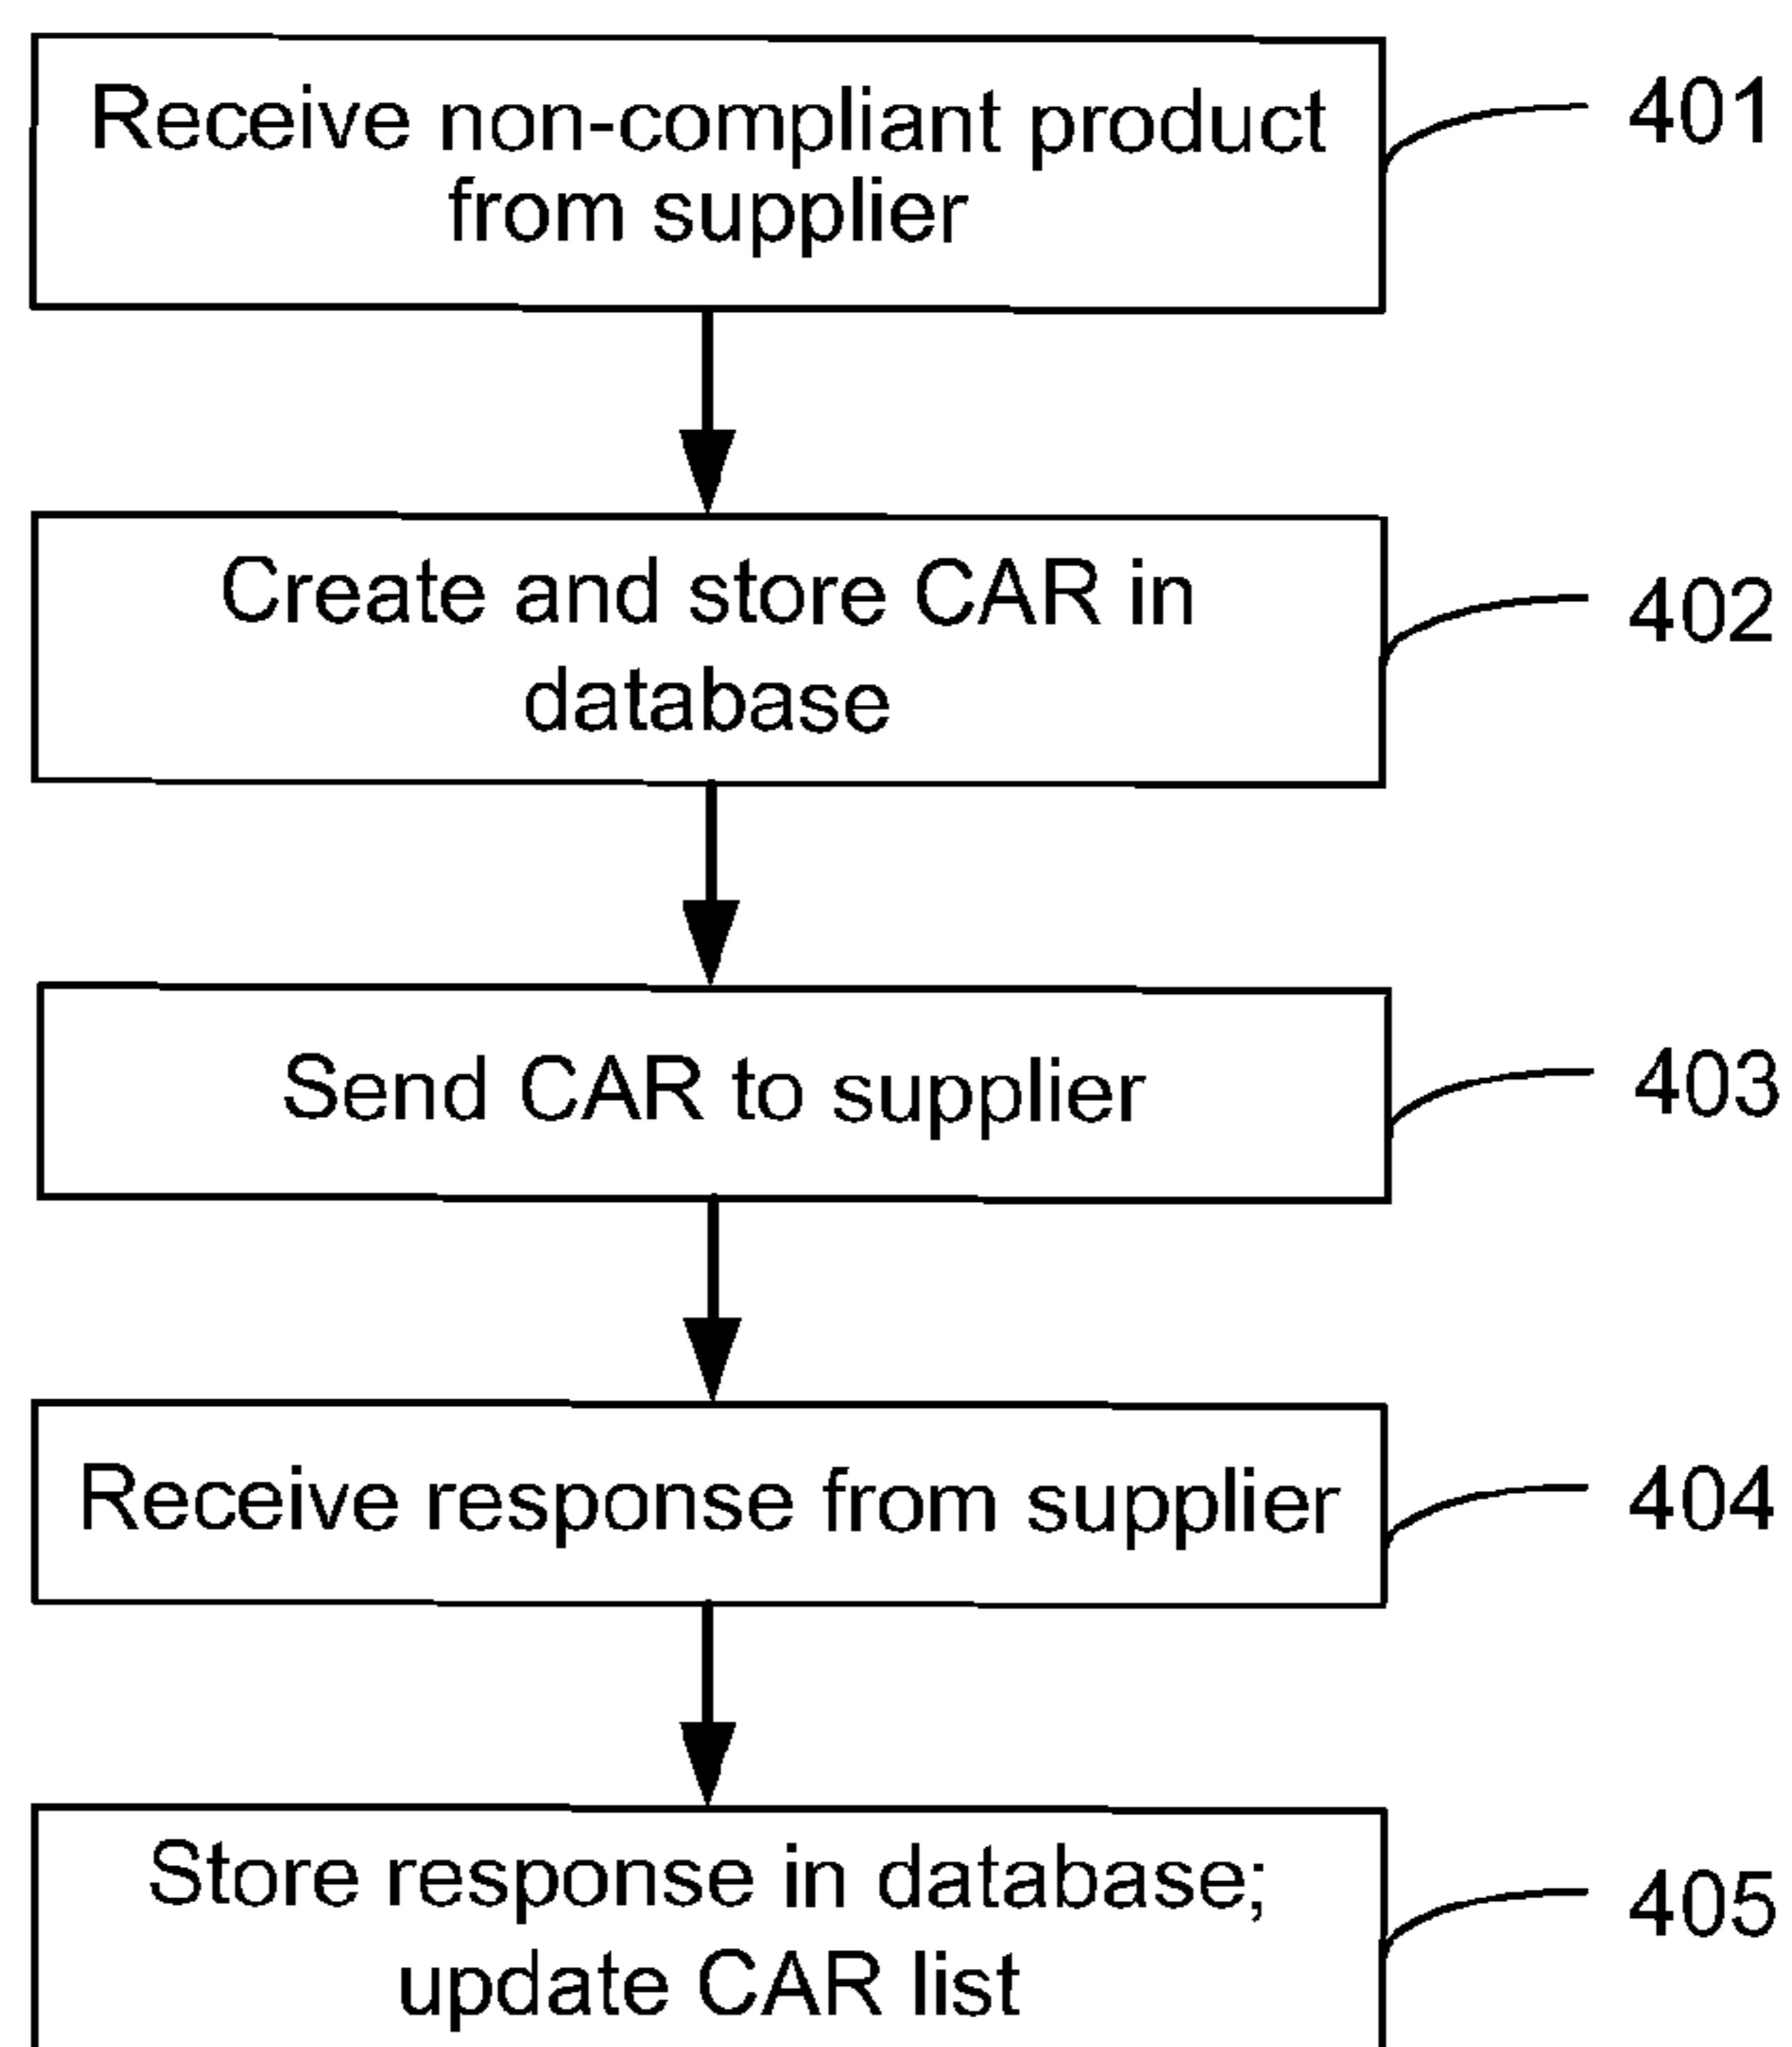 Receive non-compliant product
from supplier
401
Create and store CAR in
database
402
Send CAR to supplier
403
Receive response from supplier
404
Store response in database;
update CAR list
405